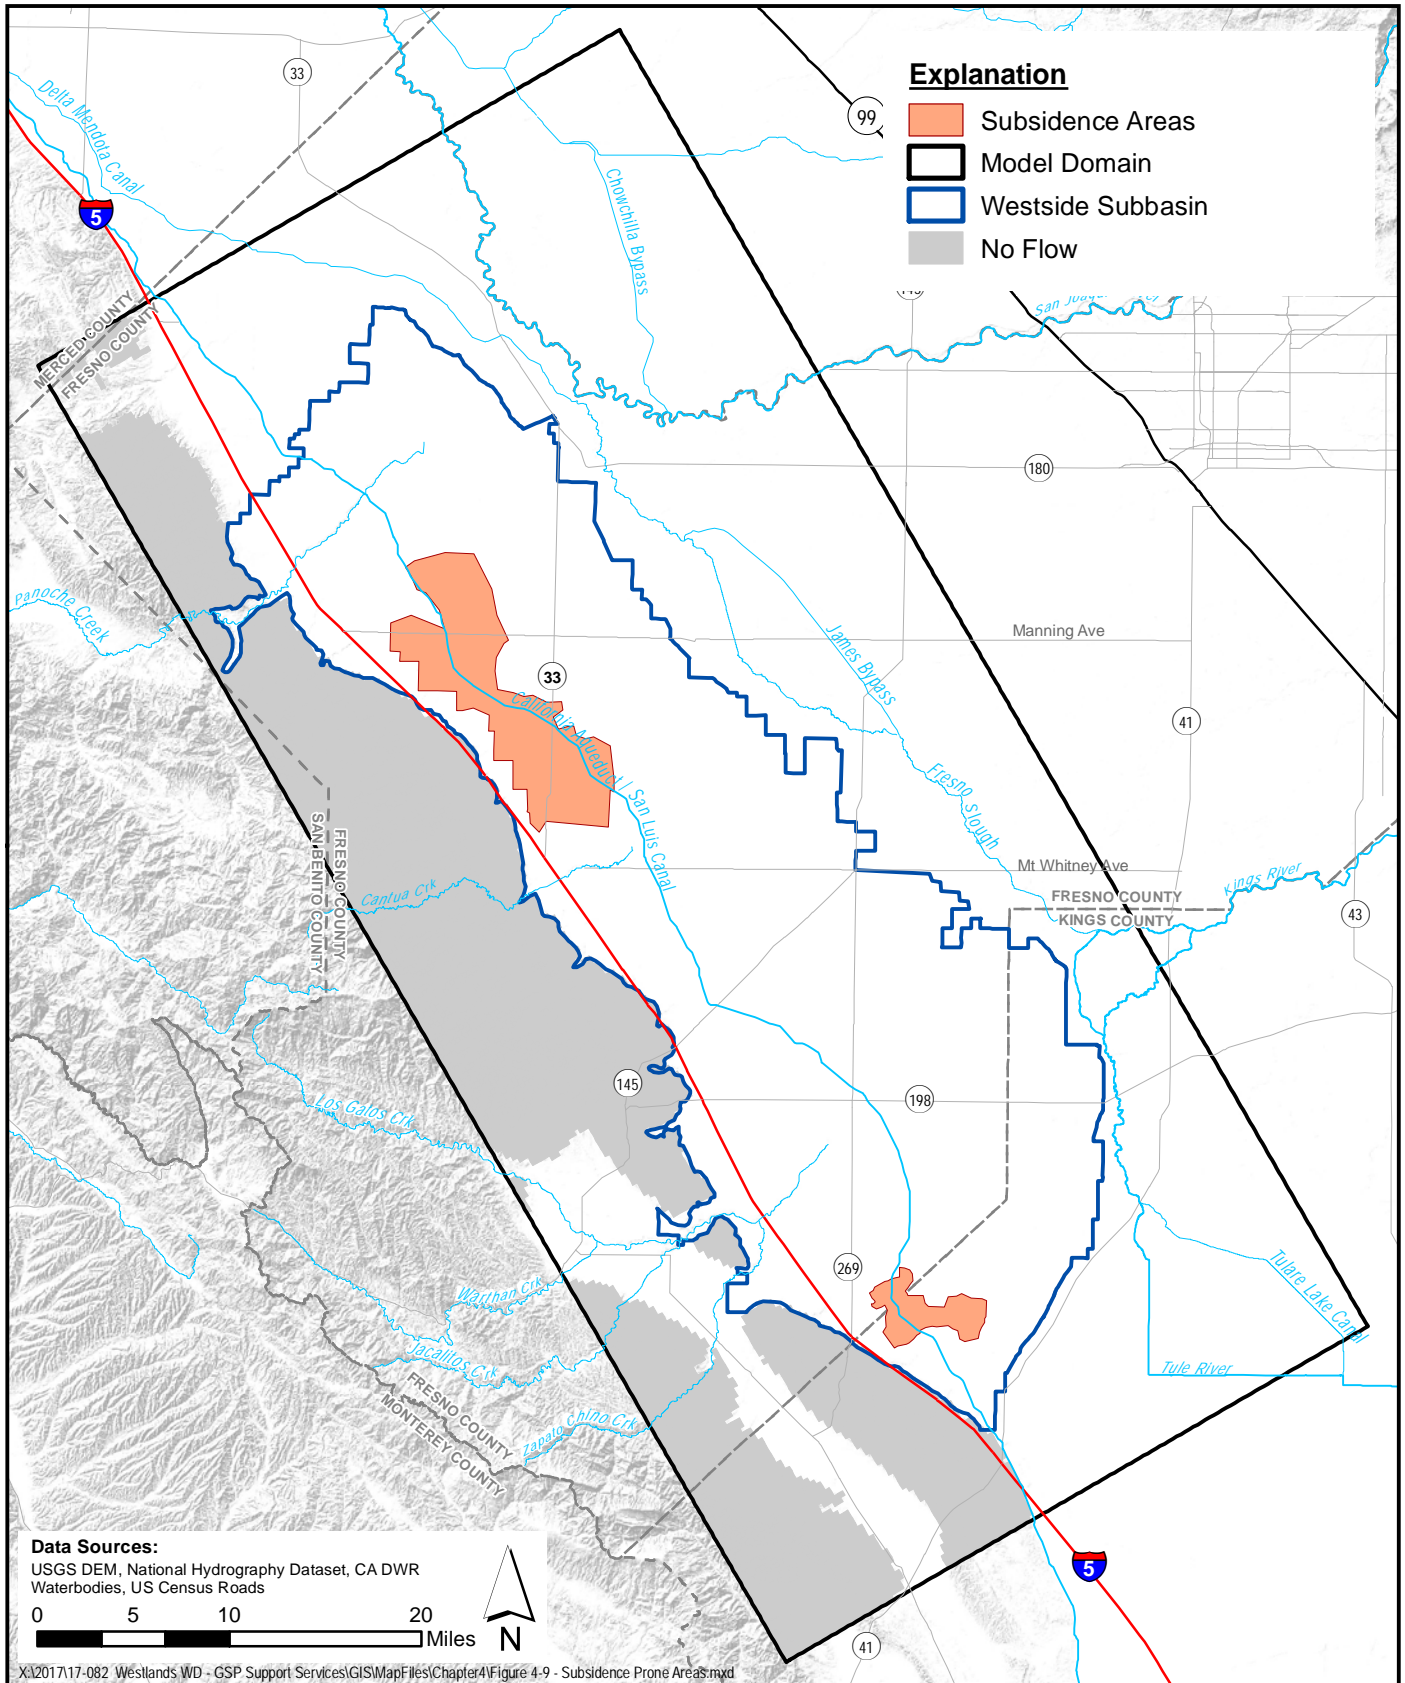 Explanation
Subsidence Areas
Model Domain
Westside Subbasin
No Flow
33
99
Delta Mendota Canal
5
Chowchilla Bypass
MERCED COUNTY
FRESNO COUNTY
180
Panoche Creek
Manning Ave
James Bypass
33
41
California Aqueduct / San Luis Canal
Fresno Slough
SAN BENITO COUNTY
FRESNO COUNTY
Mt Whitney Ave
Kings River
Cantua Crk
FRESNO COUNTY
KINGS COUNTY
43
145
198
Los Gatos Crk
269
Warthan Crk
Tulare Lake Canal
Jacalitos Crk
Tule River
FRESNO COUNTY
MONTEREY COUNTY
Zapato Chino Crk
5
41
Data Sources:
USGS DEM, National Hydrography Dataset, CA DWR
Waterbodies, US Census Roads
0 5 10 20
Miles
N
X:\2017\17-082 Westlands WD - GSP Support Services\GIS\MapFiles\Chapter4\Figure 4-9 - Subsidence Prone Areas.mxd